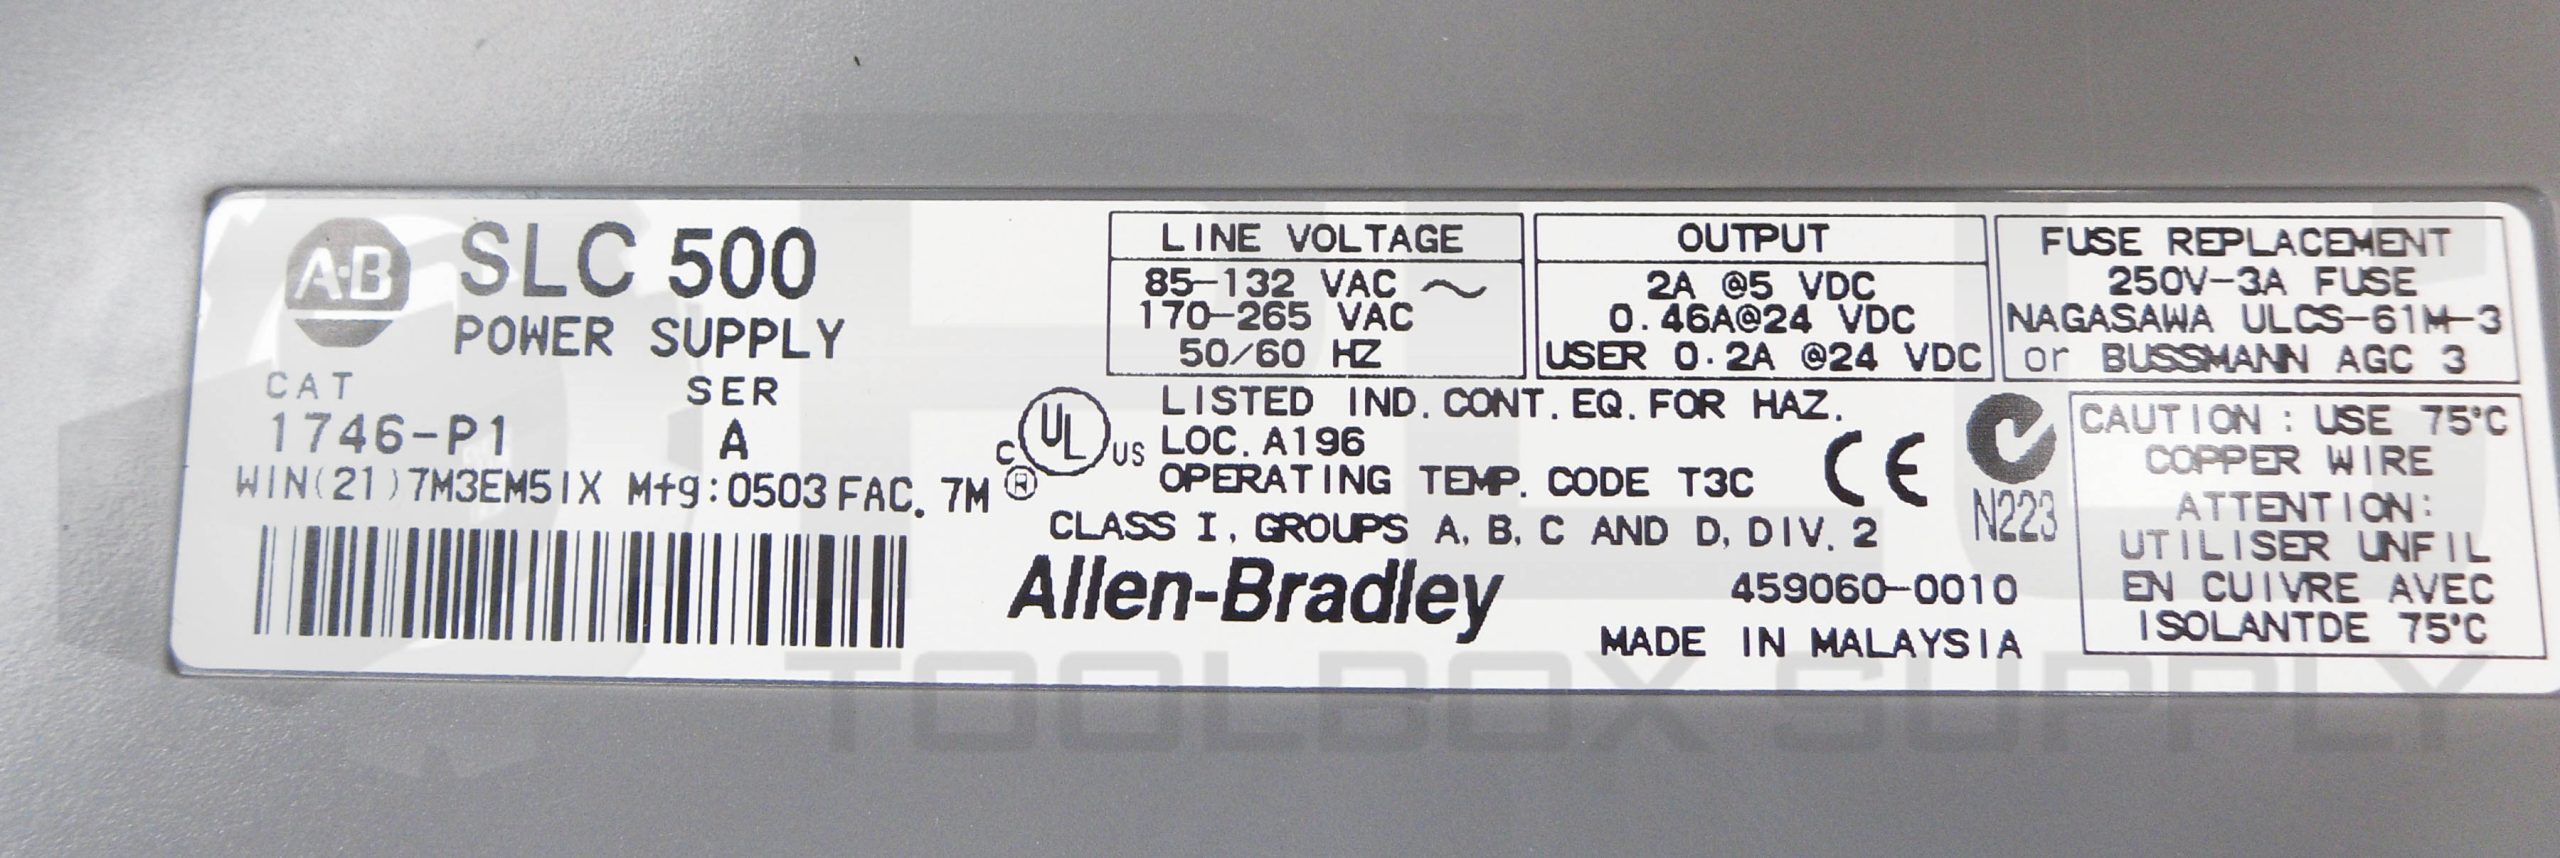 A·B
SLC 500
POWER SUPPLY
CAT SER
1746-P1 A
WIN(21)7M3EM5IX Mfg:0503 FAC. 7M
LINE VOLTAGE
85-132 VAC ～
170-265 VAC
50/60 HZ
OUTPUT
2A @5 VDC
0.46A@24 VDC
USER 0.2A @24 VDC
FUSE REPLACEMENT
250V-3A FUSE
NAGASAWA ULCS-61M-3
or BUSSMANN AGC 3
C UL US ®
LISTED IND. CONT. EQ. FOR HAZ.
LOC. A196
OPERATING TEMP. CODE T3C
CLASS I, GROUPS A, B, C AND D, DIV. 2
CE
N223
CAUTION : USE 75°C
COPPER WIRE
ATTENTION:
UTILISER UNFIL
EN CUIVRE AVEC
ISOLANTDE 75°C
Allen-Bradley
459060-0010
MADE IN MALAYSIA
PLC
TOOLBOX SUPPLY